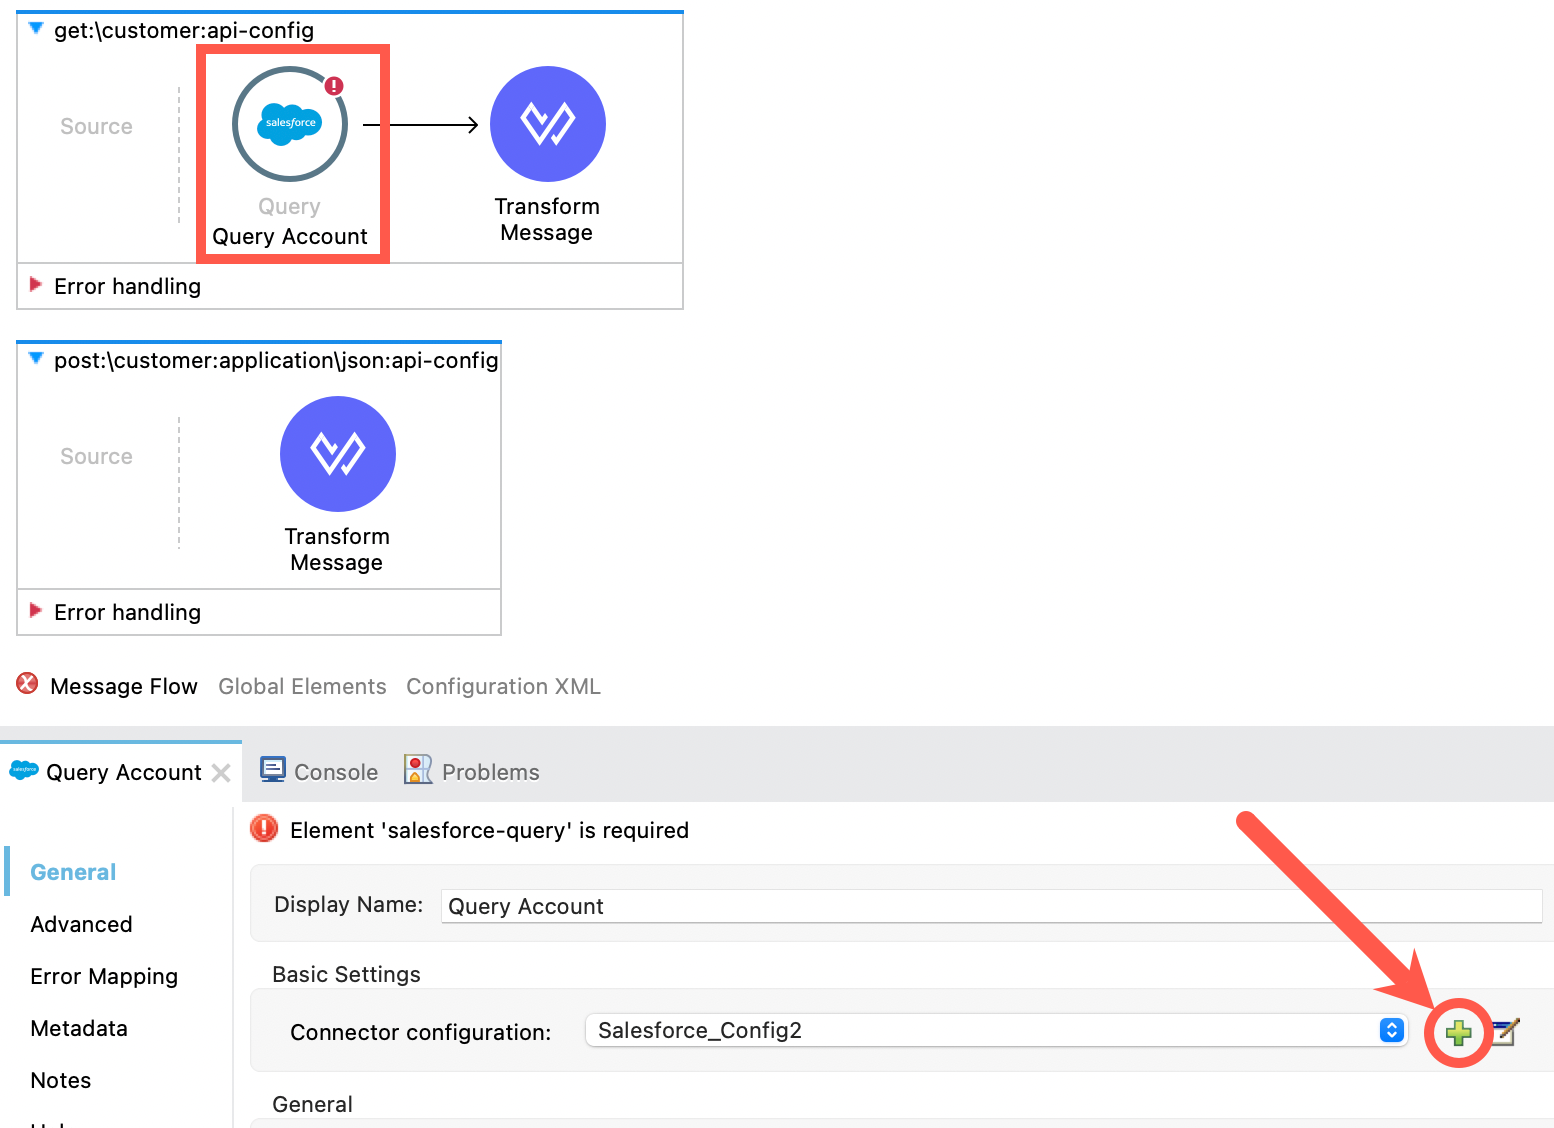 get:\customer:api-config
Source
salesforce
Query
Query Account
Transform
Message
Error handling
post:\customer:application\json:api-config
Source
Transform
Message
Error handling
Message Flow Global Elements Configuration XML
salesforce Query Account Console Problems
Element 'salesforce-query' is required
General
Display Name: Query Account
Advanced
Basic Settings
Error Mapping
Connector configuration: Salesforce_Config2
Metadata
Notes
General